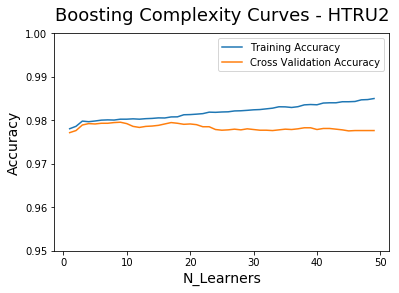 Boosting Complexity Curves - HTRU2
1.00
0.99
0.98
0.97
0.96
0.95
Accuracy
Training Accuracy
Cross Validation Accuracy
0
10
20
30
40
50
N_Learners